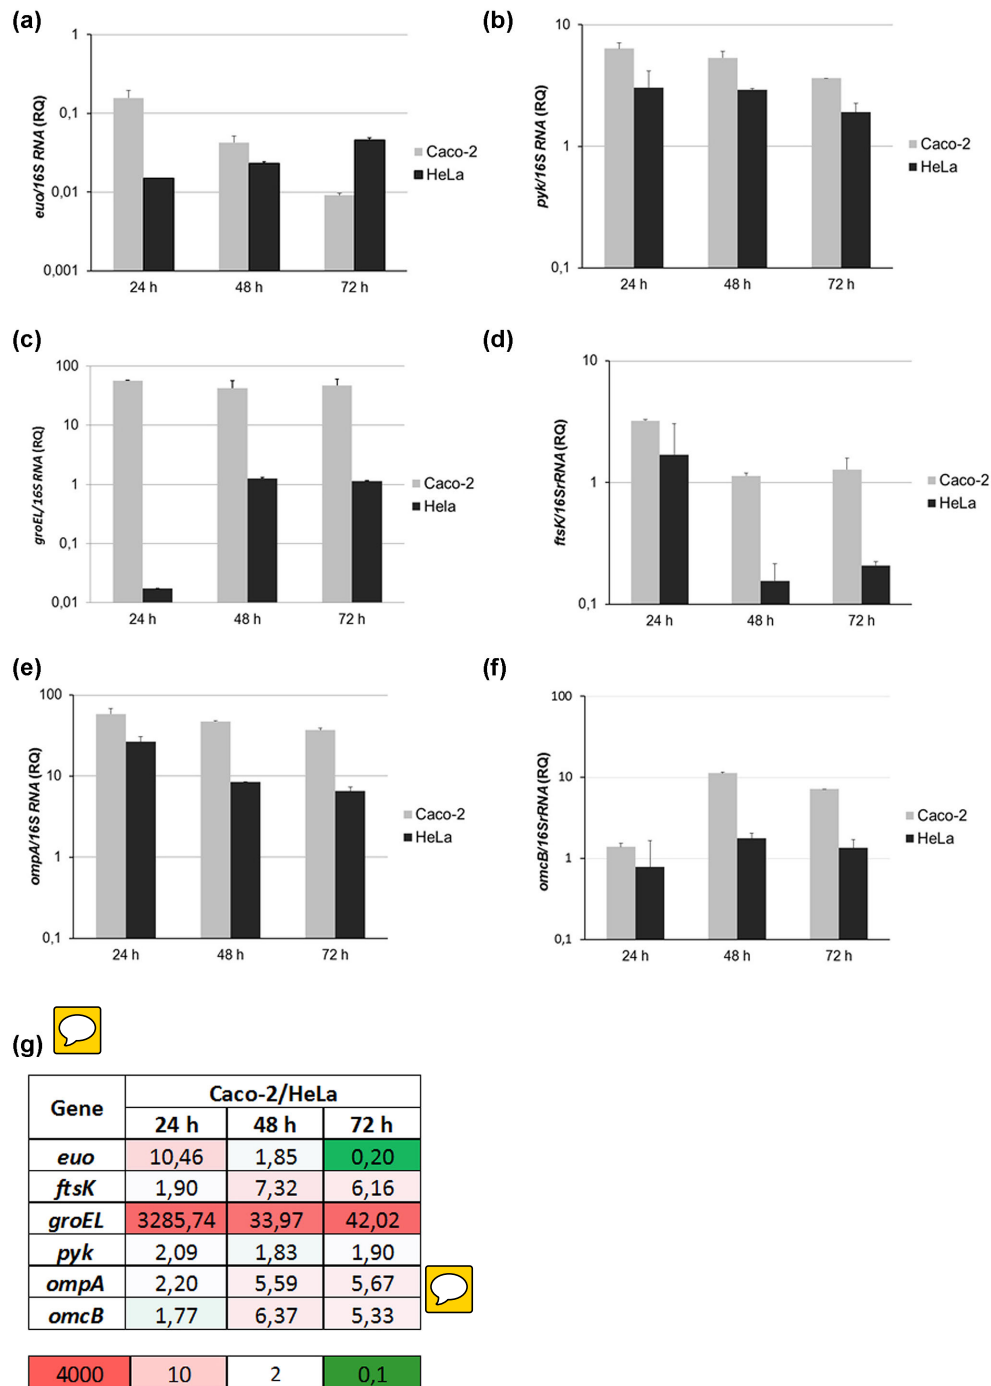 (a)
euo/16S RNA (RQ)
1
0,1
0,01
0,001
24 h 48 h 72 h
Caco-2
HeLa
(b)
pyk/16S RNA (RQ)
10
1
0,1
24 h 48 h 72 h
Caco-2
HeLa
(c)
groEL/16S RNA (RQ)
100
10
1
0,1
0,01
24 h 48 h 72 h
Caco-2
Hela
(d)
ftsK/16SrRNA (RQ)
10
1
0,1
24 h 48 h 72 h
Caco-2
HeLa
(e)
ompA/16S RNA (RQ)
100
10
1
0,1
24 h 48 h 72 h
Caco-2
HeLa
(f)
omcB/16SrRNA (RQ)
100
10
1
0,1
24 h 48 h 72 h
Caco-2
HeLa
(g)
Gene Caco-2/HeLa
24 h 48 h 72 h
euo 10,46 1,85 0,20
ftsK 1,90 7,32 6,16
groEL 3285,74 33,97 42,02
pyk 2,09 1,83 1,90
ompA 2,20 5,59 5,67
omcB 1,77 6,37 5,33
4000 10 2 0,1